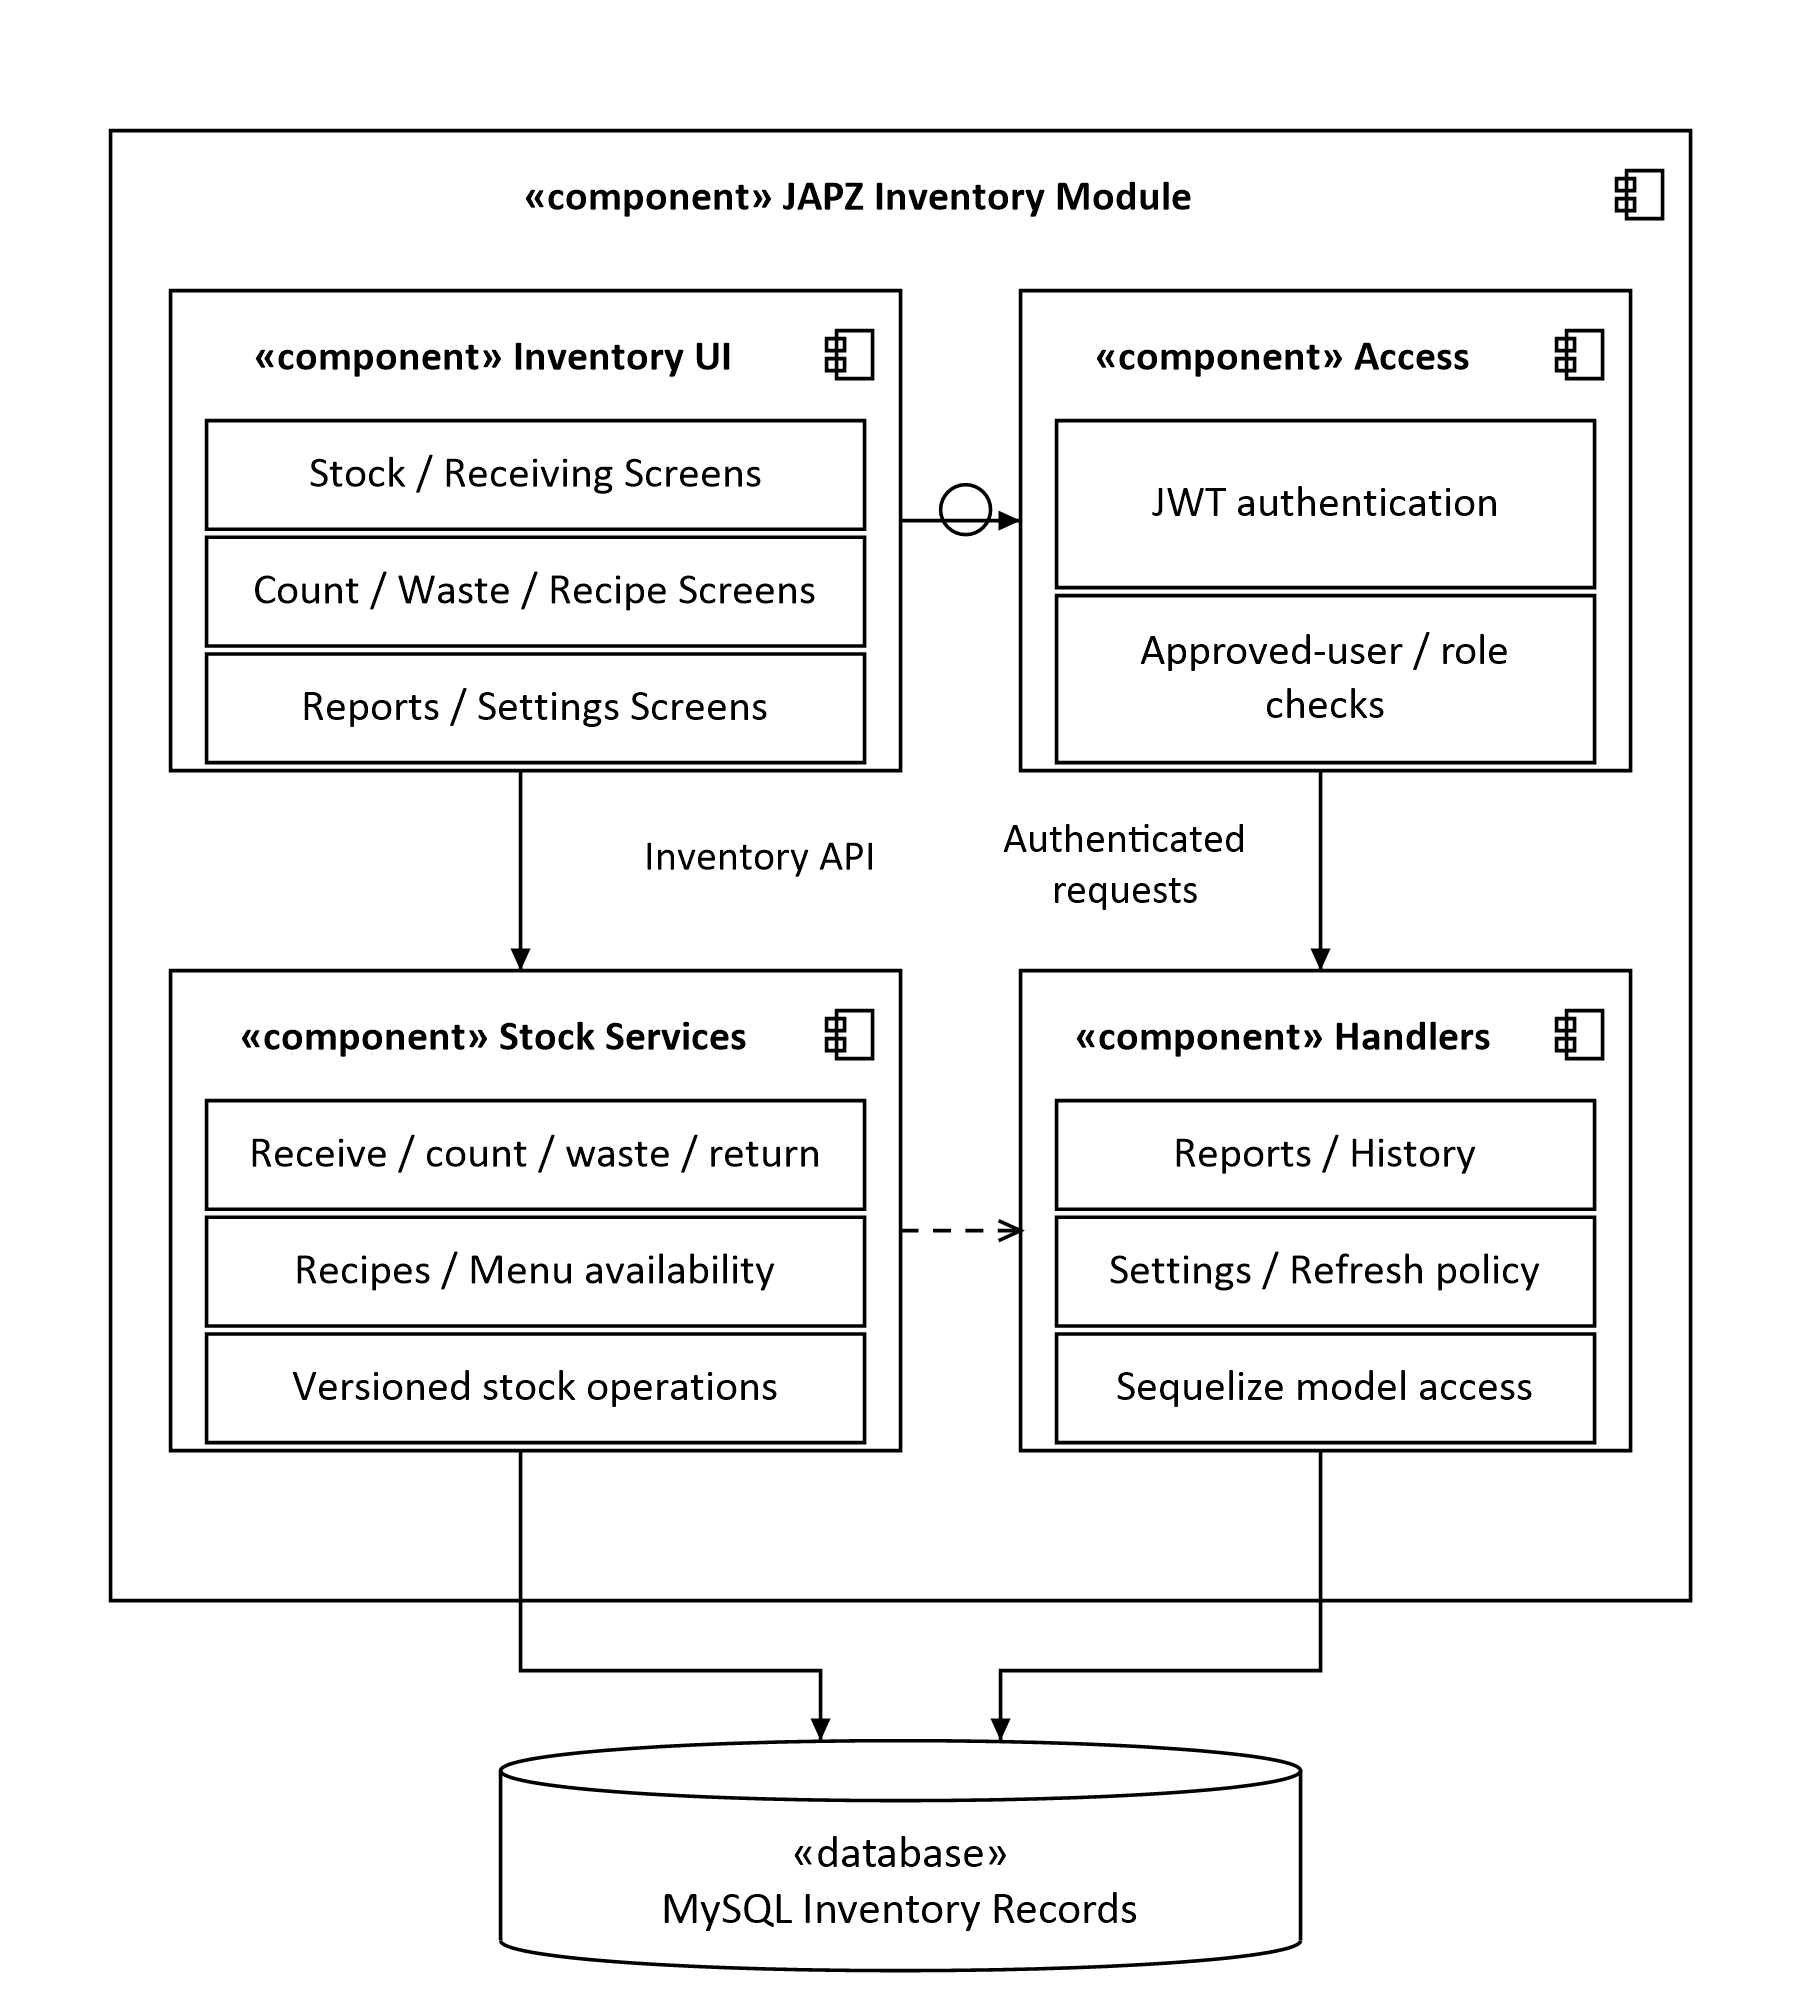 «component» JAPZ Inventory Module
«component» Inventory UI
Stock / Receiving Screens
Count / Waste / Recipe Screens
Reports / Settings Screens
«component» Access
JWT authentication
Approved-user / role
checks
Inventory API
Authenticated
requests
«component» Stock Services
Receive / count / waste / return
Recipes / Menu availability
Versioned stock operations
«component» Handlers
Reports / History
Settings / Refresh policy
Sequelize model access
«database»
MySQL Inventory Records